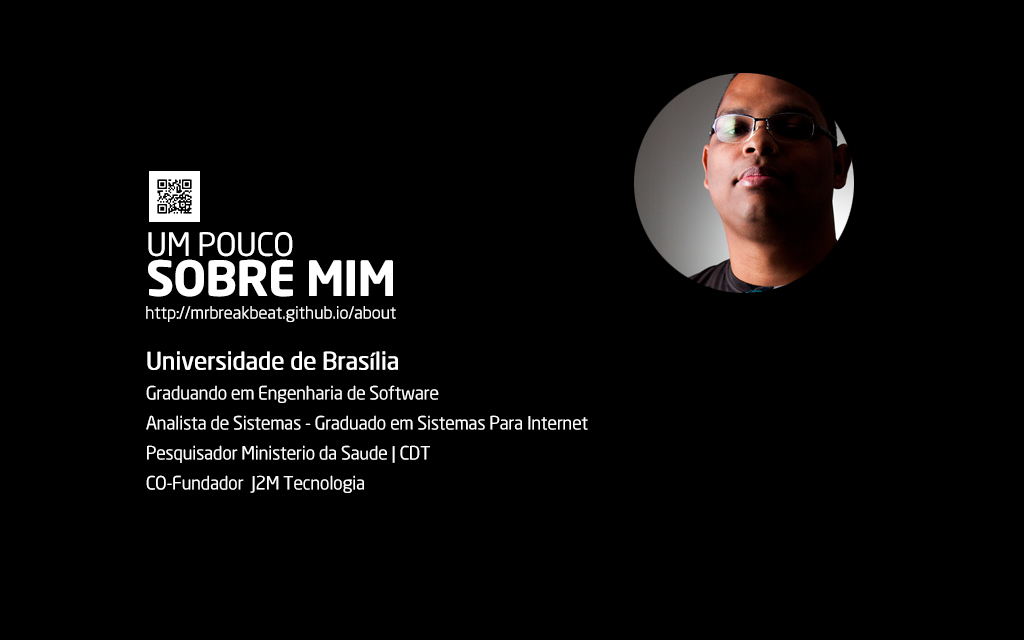 UM POUCO
SOBRE MIM
http://mrbreakbeat.github.io/about
Universidade de Brasília
Graduando em Engenharia de Software
Analista de Sistemas - Graduado em Sistemas Para Internet
Pesquisador Ministerio da Saude | CDT
CO-Fundador J2M Tecnologia